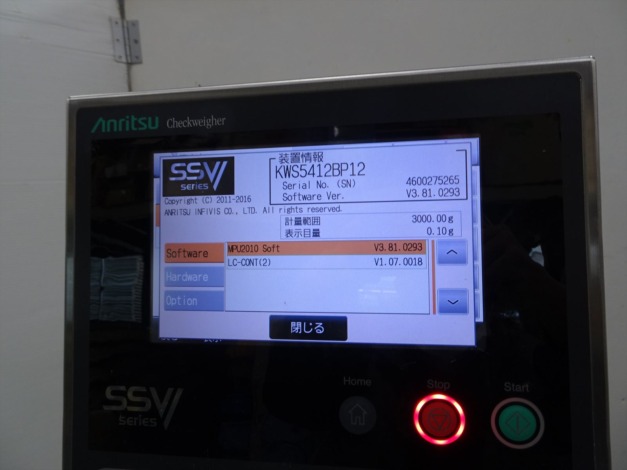 Anritsu Checkweigher
SSV
series
装置情報
KWS5412BP12
Serial No. (SN) 4600275265
Software Ver. V3.81.0293
Copyright (C) 2011-2016
ANRITSU INFIVIS CO., LTD. All rights reserved.
計量範囲 3000.00g
表示目量 0.10g
Software
MPU2010 Soft V3.81.0293
LC-CONT(2) V1.07.0018
Hardware
Option
閉じる
SSV
series
Home
Stop
Start